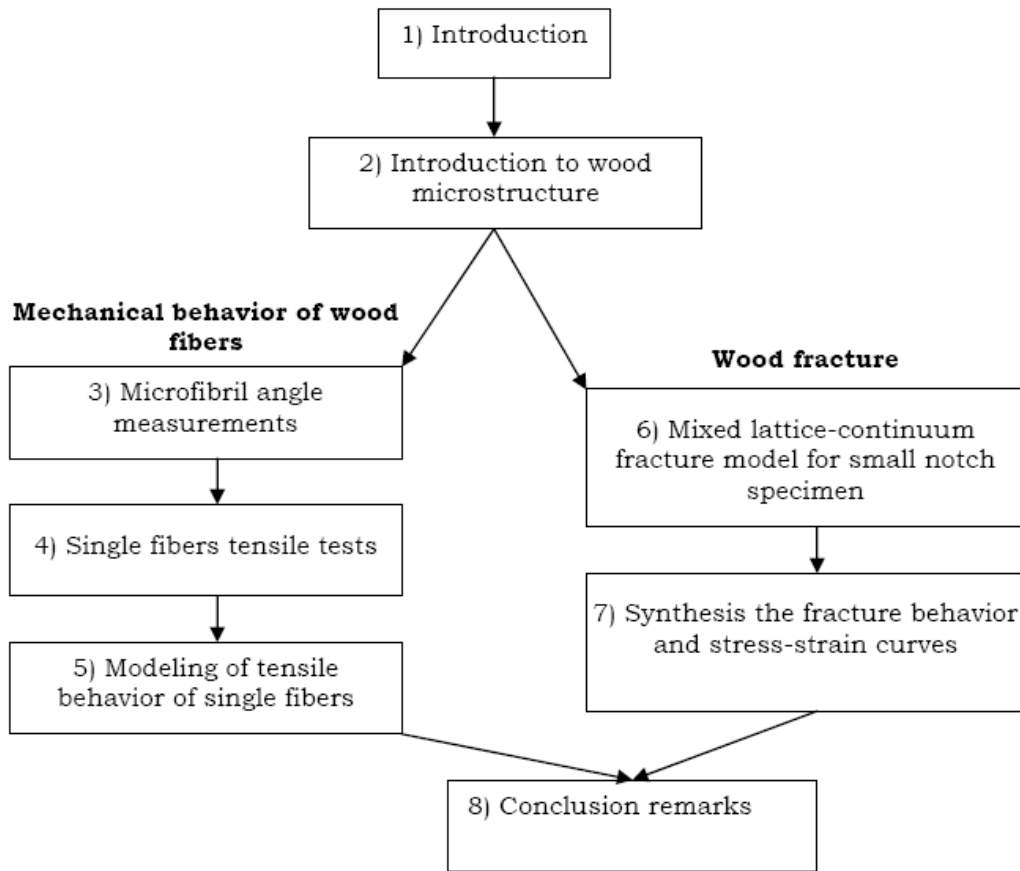 1) Introduction
2) Introduction to wood
microstructure
Mechanical behavior of wood
fibers
3) Microfibril angle
measurements
4) Single fibers tensile tests
5) Modeling of tensile
behavior of single fibers
Wood fracture
6) Mixed lattice-continuum
fracture model for small notch
specimen
7) Synthesis the fracture behavior
and stress-strain curves
8) Conclusion remarks